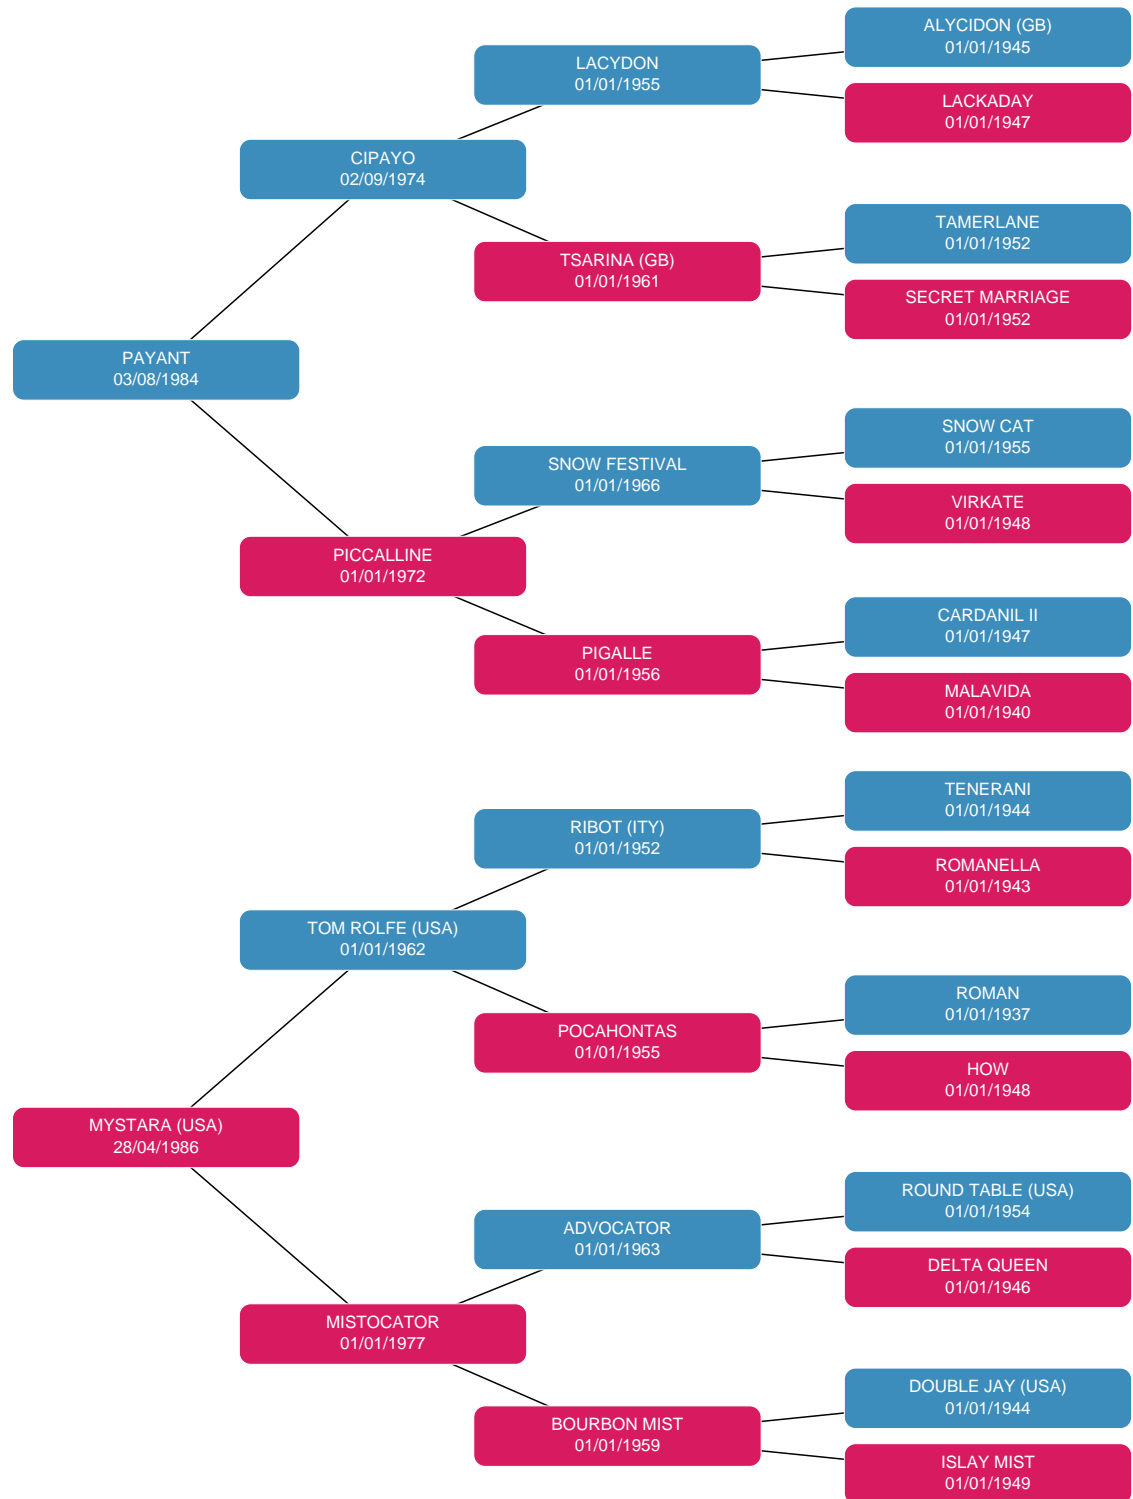 ALYCIDON (GB)
01/01/1945
LACYDON
01/01/1955
LACKADAY
01/01/1947
CIPAYO
02/09/1974
TAMERLANE
01/01/1952
TSARINA (GB)
01/01/1961
SECRET MARRIAGE
01/01/1952
PAYANT
03/08/1984
SNOW CAT
01/01/1955
SNOW FESTIVAL
01/01/1966
VIRKATE
01/01/1948
PICCALLINE
01/01/1972
CARDANIL II
01/01/1947
PIGALLE
01/01/1956
MALAVIDA
01/01/1940
TENERANI
01/01/1944
RIBOT (ITY)
01/01/1952
ROMANELLA
01/01/1943
TOM ROLFE (USA)
01/01/1962
ROMAN
01/01/1937
POCAHONTAS
01/01/1955
HOW
01/01/1948
MYSTARA (USA)
28/04/1986
ROUND TABLE (USA)
01/01/1954
ADVOCATOR
01/01/1963
DELTA QUEEN
01/01/1946
MISTOCATOR
01/01/1977
DOUBLE JAY (USA)
01/01/1944
BOURBON MIST
01/01/1959
ISLAY MIST
01/01/1949